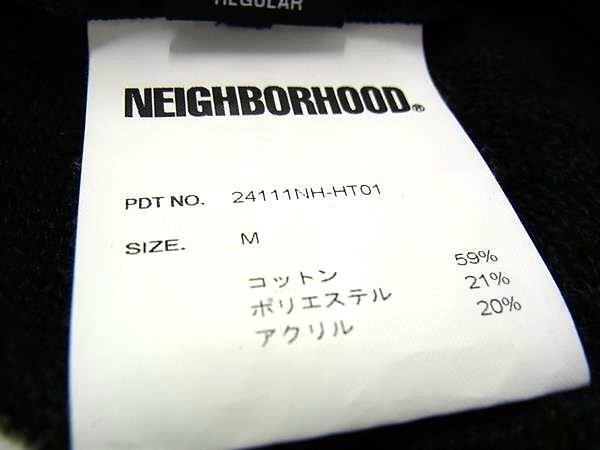 REGULAR
NEIGHBORHOOD®
PDT NO. 24111NH-HT01
SIZE. M
コットン 59%
ポリエステル 21%
アクリル 20%